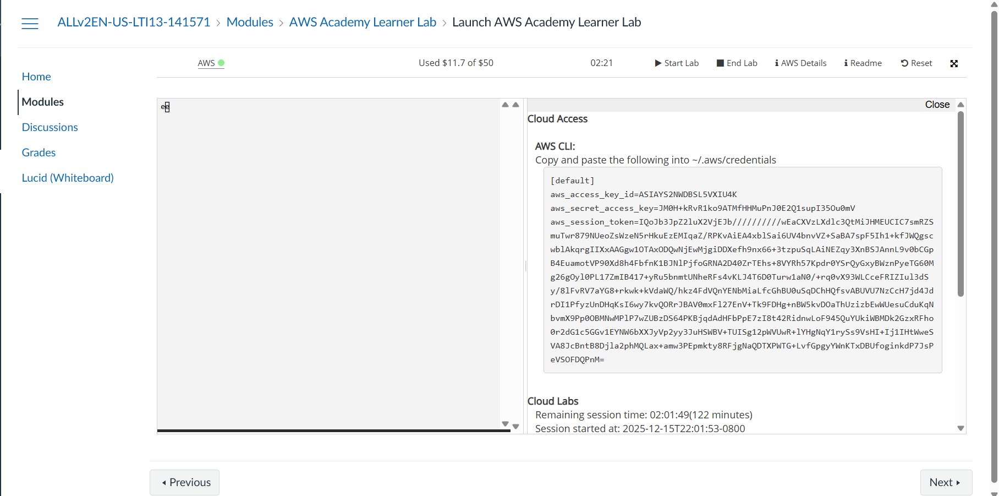 ALLv2EN-US-LTI13-141571 > Modules > AWS Academy Learner Lab > Launch AWS Academy Learner Lab
AWS
Used $11.7 of $50
02:21
Start Lab
End Lab
AWS Details
Readme
Reset
Home
Modules
Discussions
Grades
Lucid (Whiteboard)
ee
Close
Cloud Access
AWS CLI:
Copy and paste the following into ~/.aws/credentials
[default]
aws_access_key_id=ASIAYS2NWDBSL5VXIU4K
aws_secret_access_key=JM0H+kRvR1ko9ATMfHHMuPnJ0E2Q1supI35Ou0mV
aws_session_token=IQoJb3JpZ2luX2VjEJb//////////wEaCXVzLXdlc3QtMiJHMEUCIC7smRZS
muTwr879NUeoZsWzeN5rHkuEzEMIqaZ/RPKvAiEA4xblSai6UV4bnvVZ+SaBA7spF5Ih1+kfJWQgsc
wblAkqrgIIXxAAGgw1OTAxODQwNjEwMjgiDDXefh9nx66+3tzpuSqLAiNEZqy3XnBSJAnnL9v0bCGp
B4EuamotVP90Xd8h4FbfnK1BJNlPjfoGRNA2D40ZrTEhs+8VYRh57Kpdr0YSrQyGxyBWznPyeTG60M
g26gOyl0PL17ZmIB417+yRu5bnmtUNheRFs4vKLJ4T6D0Turw1aN0/+rq0vX93WLCceFRIZIul3dS
y/8lFvRV7aYG8+rkwk+kVdaWQ/hkz4FdVQnYENbMiaLfcGhBU0uSqDChHQfsvABUVU7NzCcH7jd4Jd
rDI1PfyzUnDHqKsI6wy7kvQORrJBAV0mxFl27EnV+Tk9FDHg+nBW5kvDOaThUzizbEwWUesuCduKqN
bvmX9Pp0OBMNwMPlP7wZUBzDS64PKBjqdAdHFbPpE7zI8t42RidnwLoF945QuYUkiWBMDk2GzxRFho
0r2dG1c5GGv1EYNW6bXXJyVp2yy3JuHSWBV+TUISg12pWVUwR+lYHgNqY1rySs9VsHI+Ij1IHtWweS
VA8JcBntB8Djla2phMQLax+amw3PEpmkty8RFjgNaQDTXPWTG+LvfGpgyYWnKTxDBUfoginkdP7JsP
eVSOFDQPnM=
Cloud Labs
Remaining session time: 02:01:49(122 minutes)
Session started at: 2025-12-15T22:01:53-0800
Previous
Next